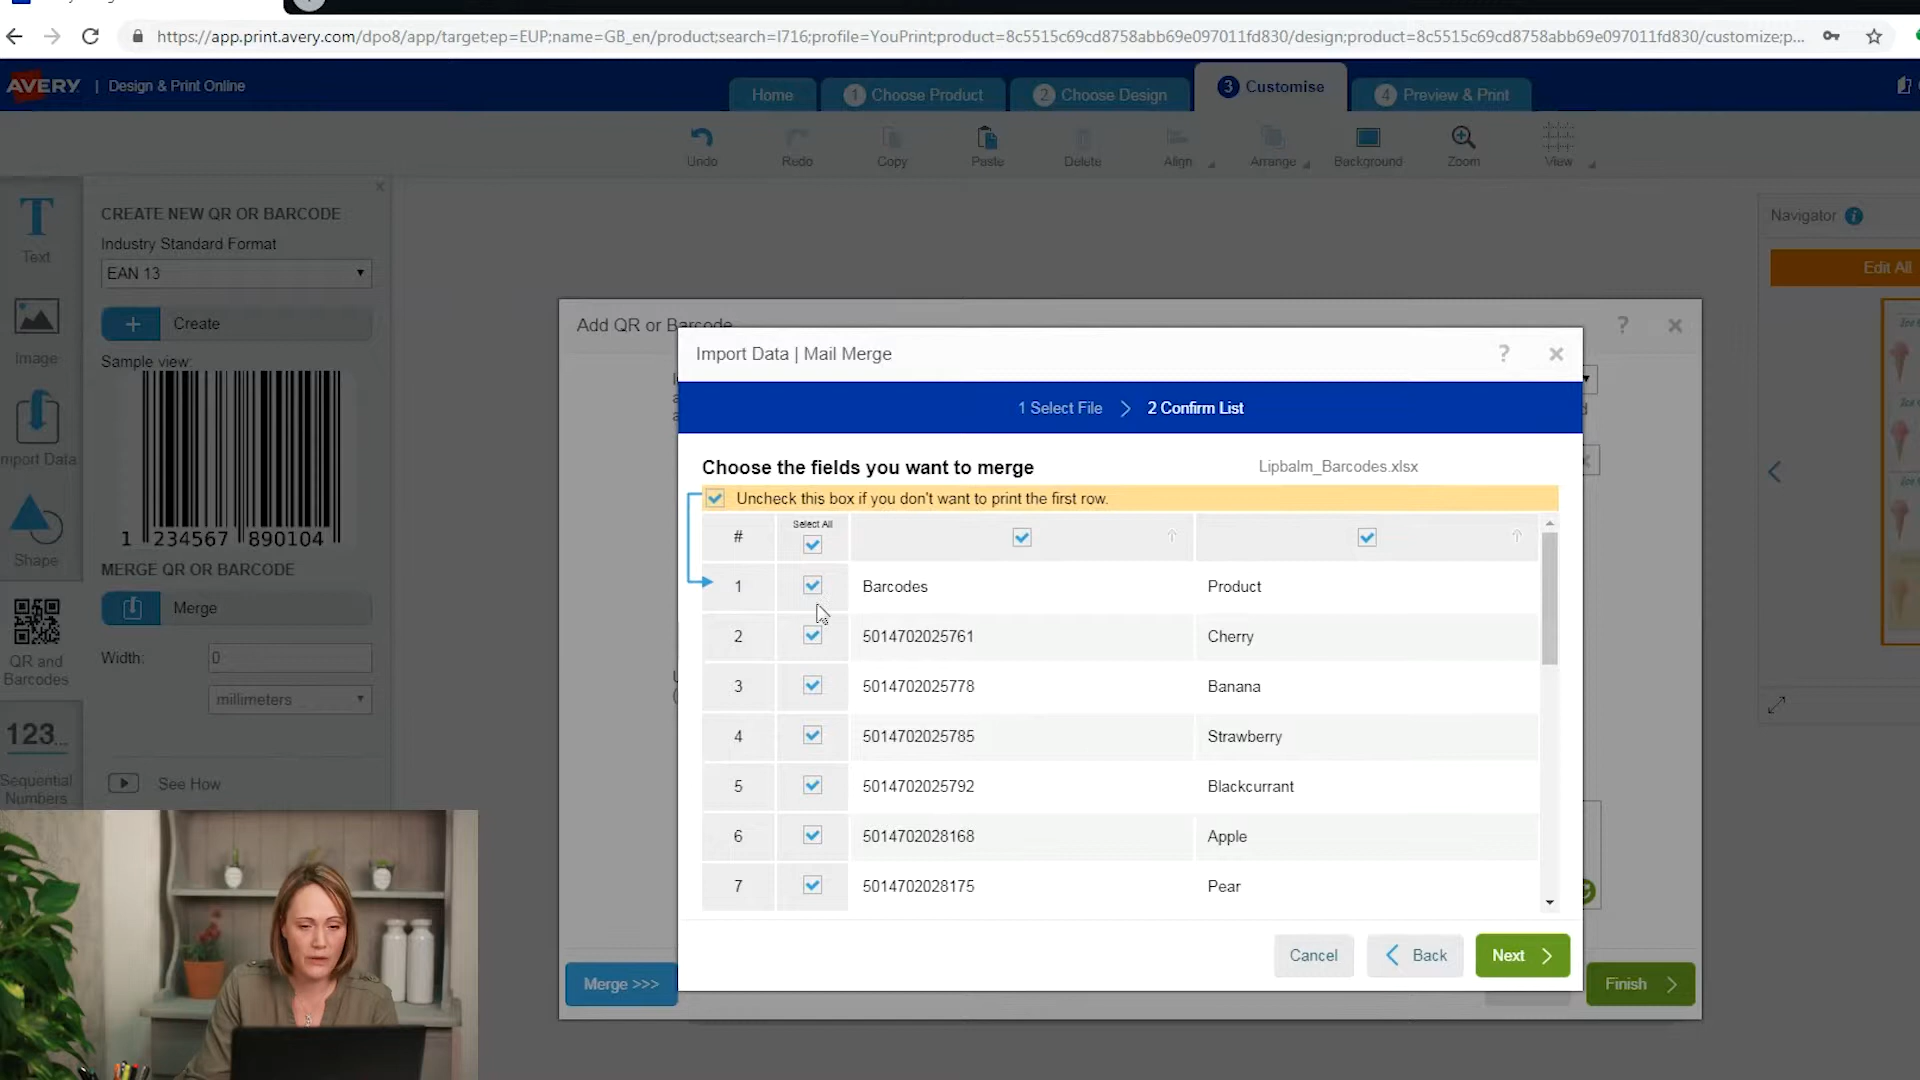 https://app.print.avery.com/dpo8/app/target;ep=EUP;name=GB_en/product;search=l716;profile=YouPrint;product=8c5515c69cd8758abb69e097011fd830/design;product=8c5515c69cd8758abb69e097011fd830/customize;p...
AVERY | Design & Print Online
Home
1 Choose Product
2 Choose Design
3 Customise
4 Preview & Print
Undo
Redo
Copy
Paste
Delete
Align
Arrange
Background
Zoom
View
Text
Image
mport Data
Shape
QR and
Barcodes
123...
Sequential
Numbers
CREATE NEW QR OR BARCODE
Industry Standard Format
EAN 13
Create
Sample view:
1 234567 890104
MERGE QR OR BARCODE
Merge
Width: 0
millimeters
See How
Navigator
Edit All
Add QR or Barcode
Import Data | Mail Merge
1 Select File > 2 Confirm List
Choose the fields you want to merge
Lipbalm_Barcodes.xlsx
Uncheck this box if you don't want to print the first row.
# Select All
1 Barcodes Product
2 5014702025761 Cherry
3 5014702025778 Banana
4 5014702025785 Strawberry
5 5014702025792 Blackcurrant
6 5014702028168 Apple
7 5014702028175 Pear
Cancel
Back
Next
Merge >>>
Finish